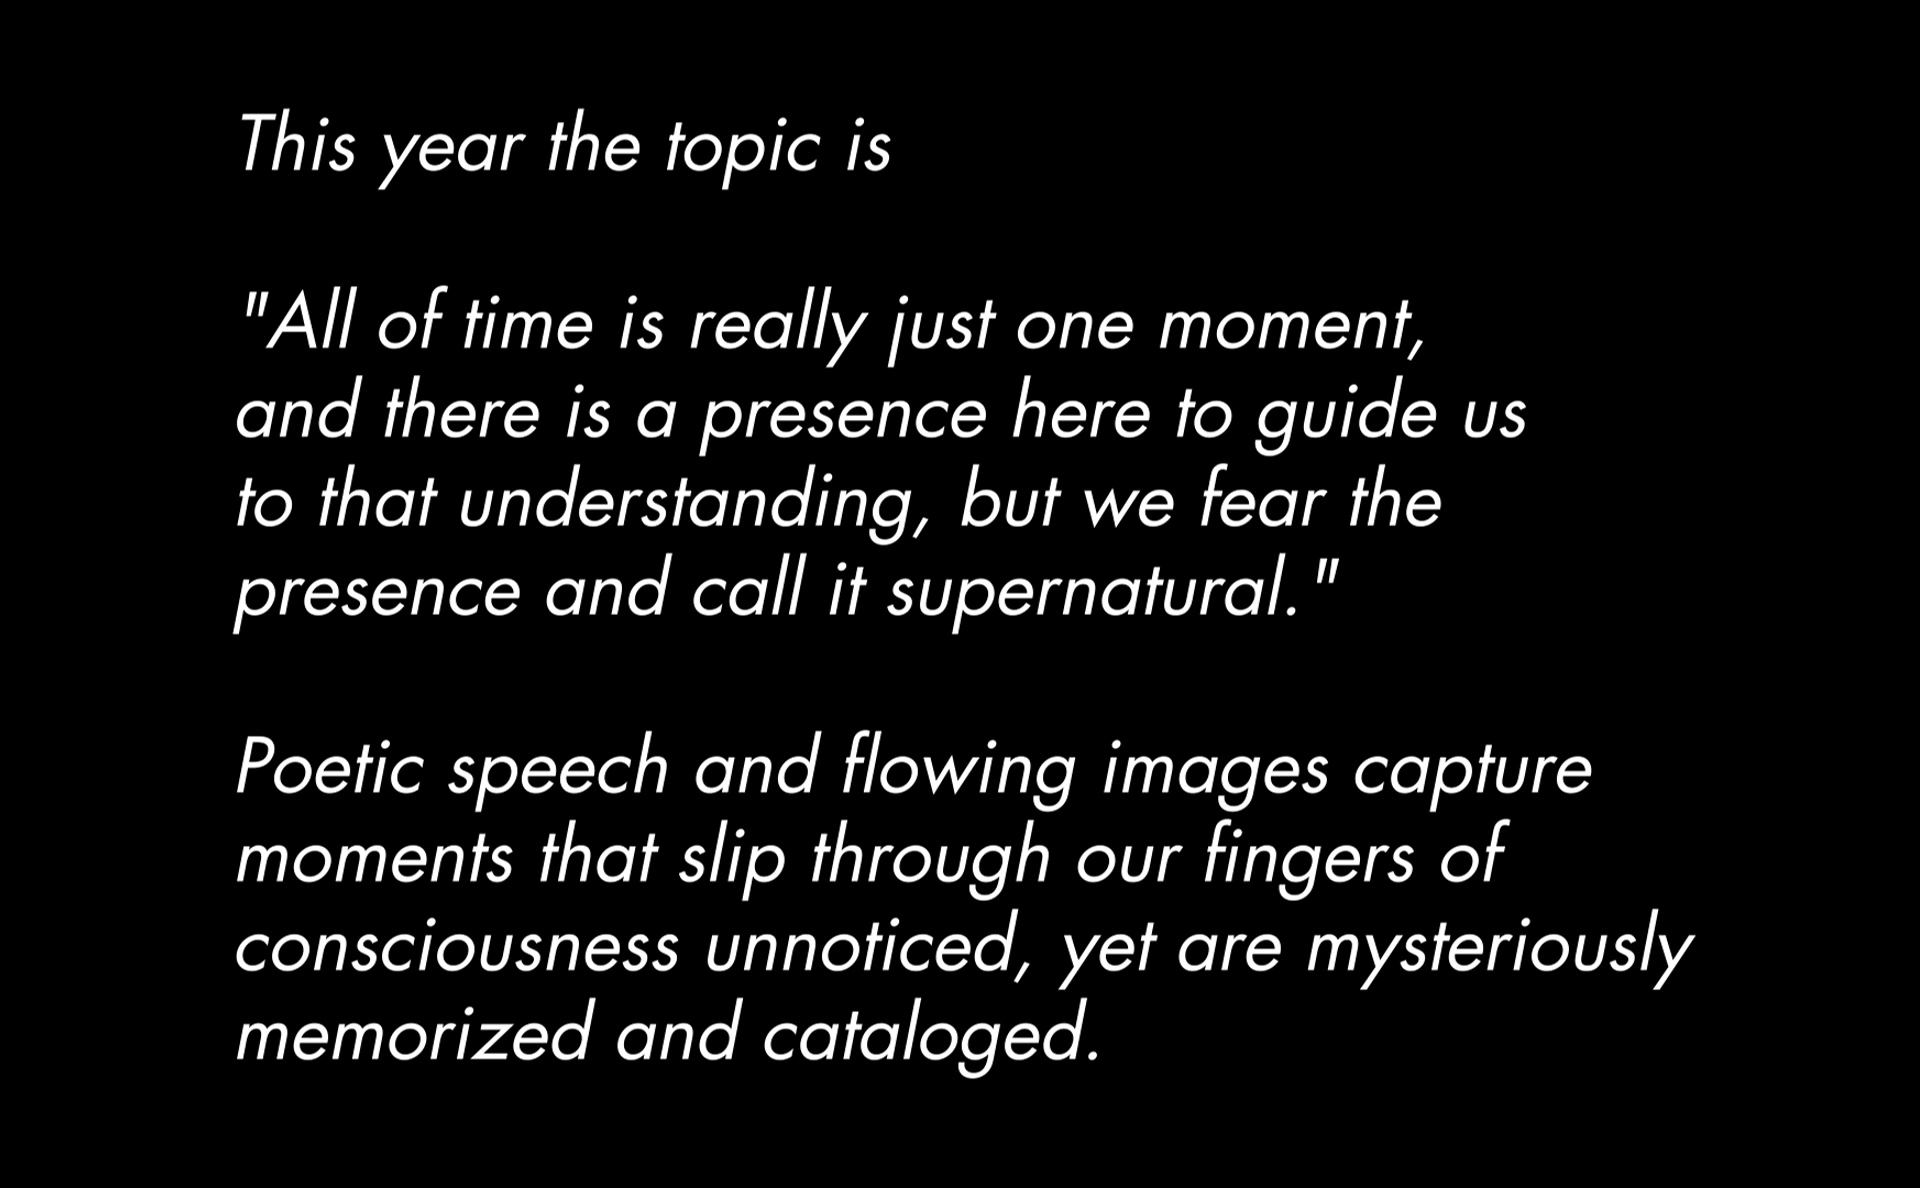 This year the topic is
"All of time is really just one moment,
and there is a presence here to guide us
to that understanding, but we fear the
presence and call it supernatural."
Poetic speech and flowing images capture
moments that slip through our fingers of
consciousness unnoticed, yet are mysteriously
memorized and cataloged.